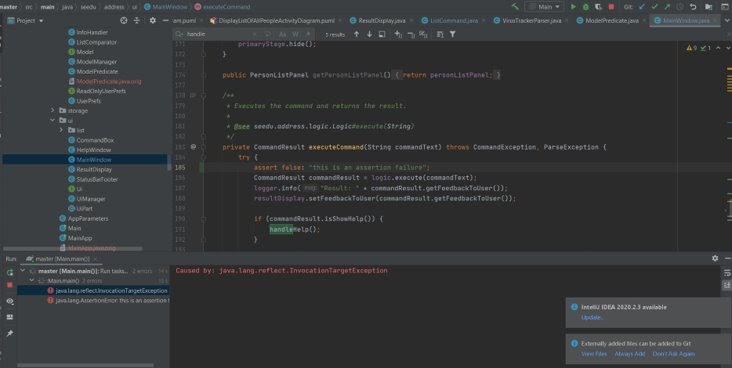 master src main java seedu address ui MainWindow executeCommand Main Git:
Project am.puml DisplayListOfAllPeopleActivityDiagram.puml ResultDisplay.java ListCommand.java VinoTrackerParser.java ModelPredicate.java MainWindow.java
InfoHandler
ListComparator
Model
ModelManager
ModelPredicate
ModelPredicate.java.orig
ReadOnlyUserPrefs
UserPrefs
storage
ui
list
CommandBox
HelpWindow
MainWindow
ResultDisplay
StatusBarFooter
Ui
UiManager
UiPart
AppParameters
Main
MainApp
MainApp.java.orig
handle Cc W 5 results
9 1
171 primaryStage.hide();
172 }
174 public PersonListPanel getPersonListPanel() { return personListPanel; }
178 /**
179 * Executes the command and returns the result.
180 *
181 * @see seedu.address.logic.Logic#execute(String)
182 */
183 @ private CommandResult executeCommand(String commandText) throws CommandException, ParseException {
184 try {
185 assert false: "this is an assertion failure";
186 CommandResult commandResult = logic.execute(commandText);
187 logger.info( msg: "Result: " + commandResult.getFeedbackToUser());
188 resultDisplay.setFeedbackToUser(commandResult.getFeedbackToUser());
190 if (commandResult.isShowHelp()) {
191 handleHelp();
192 }
193
Run: master [Main.main()]
master [Main.main()]: Run tasks... 2 errors 14 s
:Main.main() 2 errors
java.lang.reflect.InvocationTargetException
java.lang.AssertionError: this is an assertion f
Caused by: java.lang.reflect.InvocationTargetException
IntelliJ IDEA 2020.2.3 available
Update...
Externally added files can be added to Git
View Files Always Add Don't Ask Again